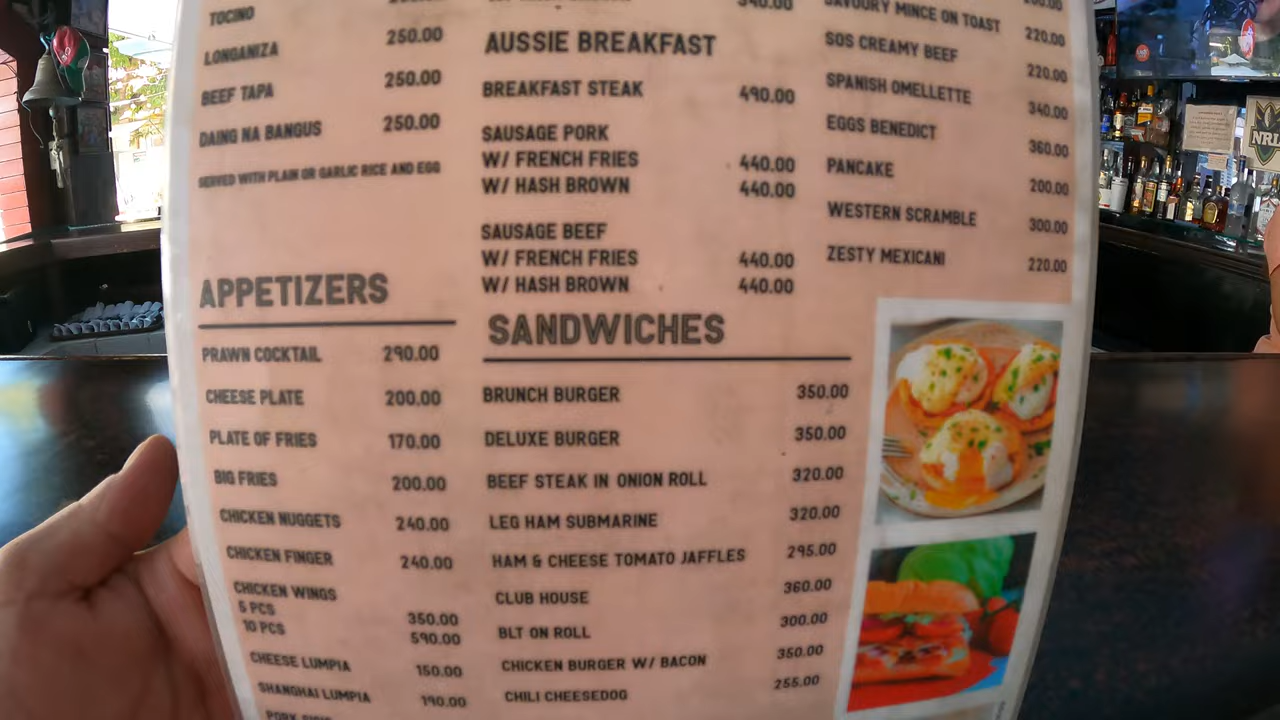 TOCINO
LONGANIZA 250.00
BEEF TAPA 250.00
DAING NA BANGUS 250.00
SERVED WITH PLAIN OR GARLIC RICE AND EGG
APPETIZERS
PRAWN COCKTAIL 290.00
CHEESE PLATE 200.00
PLATE OF FRIES 170.00
BIG FRIES 200.00
CHICKEN NUGGETS 240.00
CHICKEN FINGER 240.00
CHICKEN WINGS
5 PCS 350.00
10 PCS 590.00
CHEESE LUMPIA 150.00
SHANGHAI LUMPIA 190.00
340.00
AUSSIE BREAKFAST
BREAKFAST STEAK 490.00
SAUSAGE PORK
W/ FRENCH FRIES 440.00
W/ HASH BROWN 440.00
SAUSAGE BEEF
W/ FRENCH FRIES 440.00
W/ HASH BROWN 440.00
SANDWICHES
BRUNCH BURGER 350.00
DELUXE BURGER 350.00
BEEF STEAK IN ONION ROLL 320.00
LEG HAM SUBMARINE 320.00
HAM & CHEESE TOMATO JAFFLES 295.00
CLUB HOUSE 360.00
BLT ON ROLL 300.00
CHICKEN BURGER W/ BACON 350.00
CHILI CHEESEDOG 255.00
SAVOURY MINCE ON TOAST 220.00
SOS CREAMY BEEF 220.00
SPANISH OMELLETTE 340.00
EGGS BENEDICT 360.00
PANCAKE 200.00
WESTERN SCRAMBLE 300.00
ZESTY MEXICANI 220.00
NRL